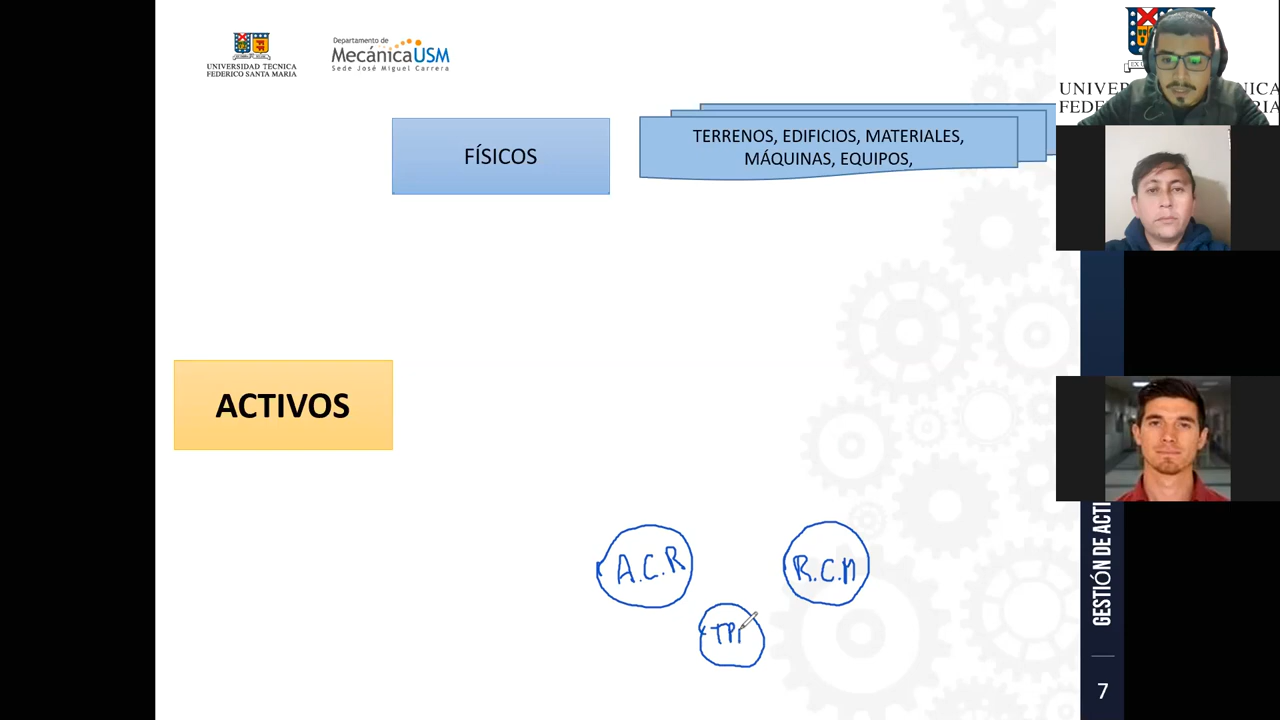 UNIVERSIDAD TECNICA
FEDERICO SANTA MARIA
Departamento de
MecánicaUSM
Sede José Miguel Carrera
FÍSICOS
TERRENOS, EDIFICIOS, MATERIALES,
MÁQUINAS, EQUIPOS,
ACTIVOS
A.C.R
R.C.M
GESTIÓN DE ACTI
7